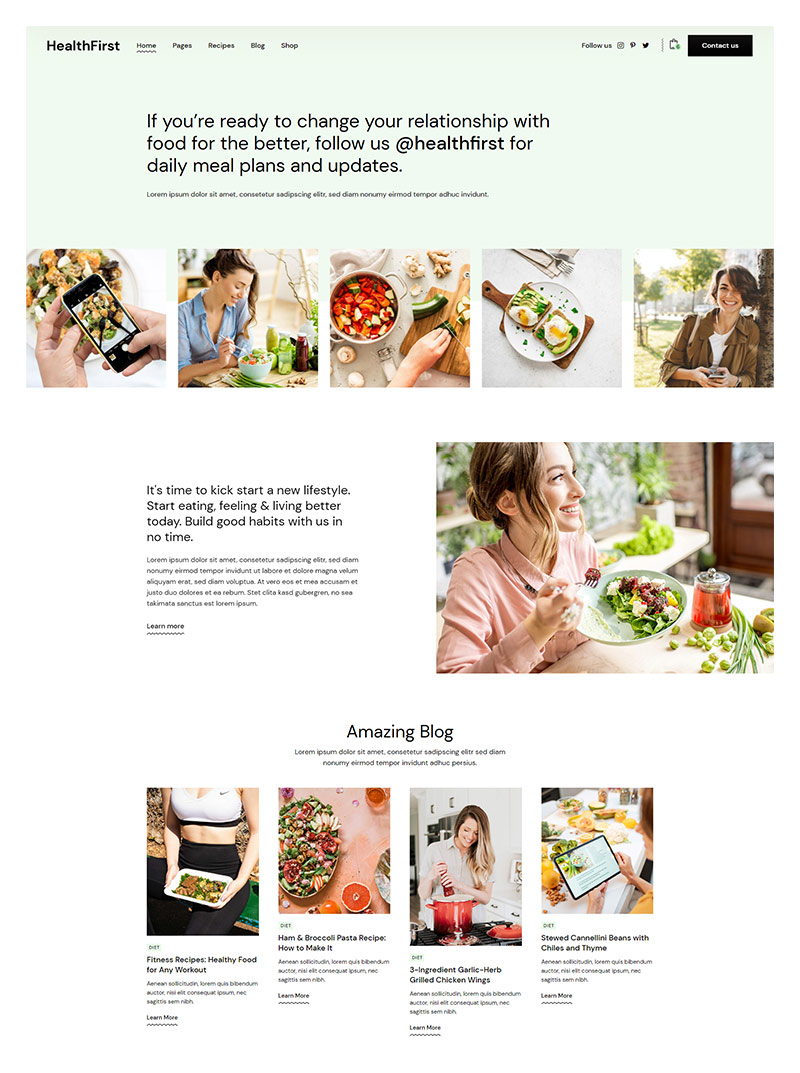 HealthFirst Home Pages Recipes Blog Shop Follow us Contact us
If you’re ready to change your relationship with
food for the better, follow us @healthfirst for
daily meal plans and updates.
Lorem ipsum dolor sit amet, consetetur sadipscing elitr, sed diam nonumy eirmod tempor adhuc invidunt.
It's time to kick start a new lifestyle.
Start eating, feeling & living better
today. Build good habits with us in
no time.
Lorem ipsum dolor sit amet, consetetur sadipscing elitr, sed diam nonumy
eirmod tempor invidunt ut labore et dolore magna velum
aliquyam erat, sed diam voluptua. At vero eos et mea accusam et
justo duo dolores et ea rebum. Stet clita kasd gubergren, no sea
takimata sanctus est lorem ipsum.
Learn more
Amazing Blog
Lorem ipsum dolor sit amet, consetetur sadipscing elitr sed diam
nonumy eirmod tempor invidunt adhuc persius.
DIET
Fitness Recipes: Healthy Food
for Any Workout
Aenean sollicitudin, lorem quis bibendum
auctor, nisi elit consequat ipsum, nec
sagittis sem nibh.
Learn More
DIET
Ham & Broccoli Pasta Recipe:
How to Make It
Aenean sollicitudin, lorem quis bibendum
auctor, nisi elit consequat ipsum, nec
sagittis sem nibh.
Learn More
DIET
3-Ingredient Garlic-Herb
Grilled Chicken Wings
Aenean sollicitudin, lorem quis bibendum
auctor, nisi elit consequat ipsum, nec
sagittis sem nibh.
Learn More
DIET
Stewed Cannellini Beans with
Chiles and Thyme
Aenean sollicitudin, lorem quis bibendum
auctor, nisi elit consequat ipsum, nec
sagittis sem nibh.
Learn More